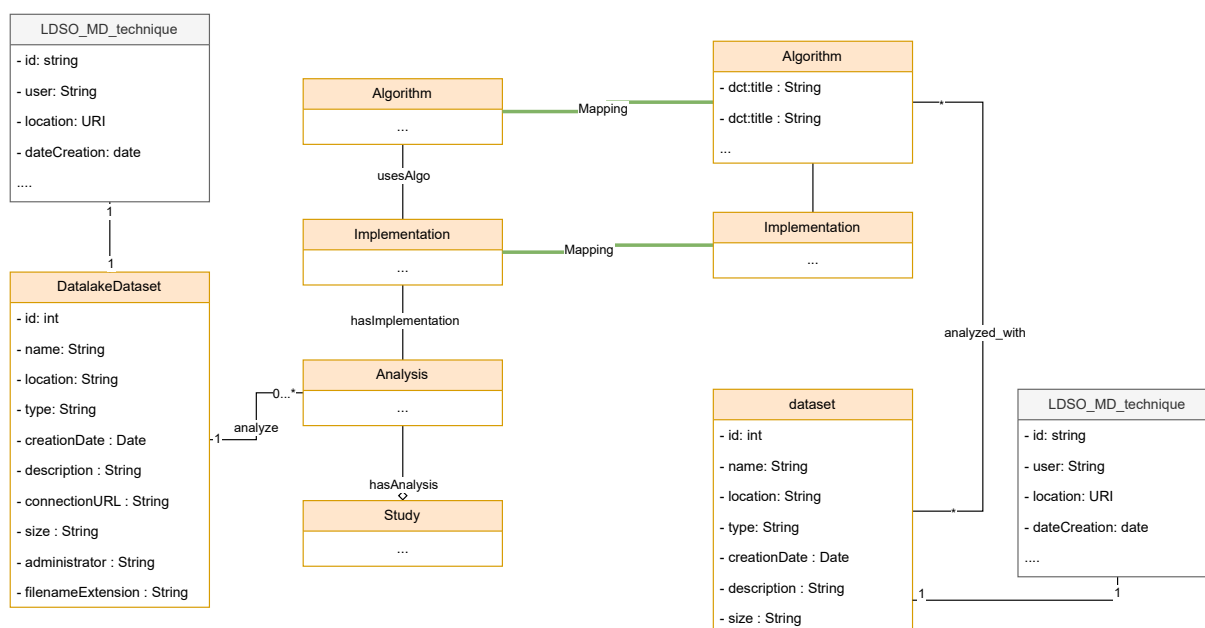 LDSO_MD_technique
- id: string
- user: String
- location: URI
- dateCreation: date
....
1
1
DatalakeDataset
- id: int
- name: String
- location: String
- type: String
- creationDate : Date
- description : String
- connectionURL : String
- size : String
- administrator : String
- filenameExtension : String
1
analyze
0...*
Algorithm
...
usesAlgo
Implementation
...
hasImplementation
Analysis
...
hasAnalysis
Study
...
Mapping
Mapping
Algorithm
- dct:title : String
- dct:title : String
...
*
Implementation
...
analyzed_with
dataset
- id: int
- name: String
- location: String
- type: String
- creationDate : Date
- description : String
- size : String
*
1
1
LDSO_MD_technique
- id: string
- user: String
- location: URI
- dateCreation: date
....